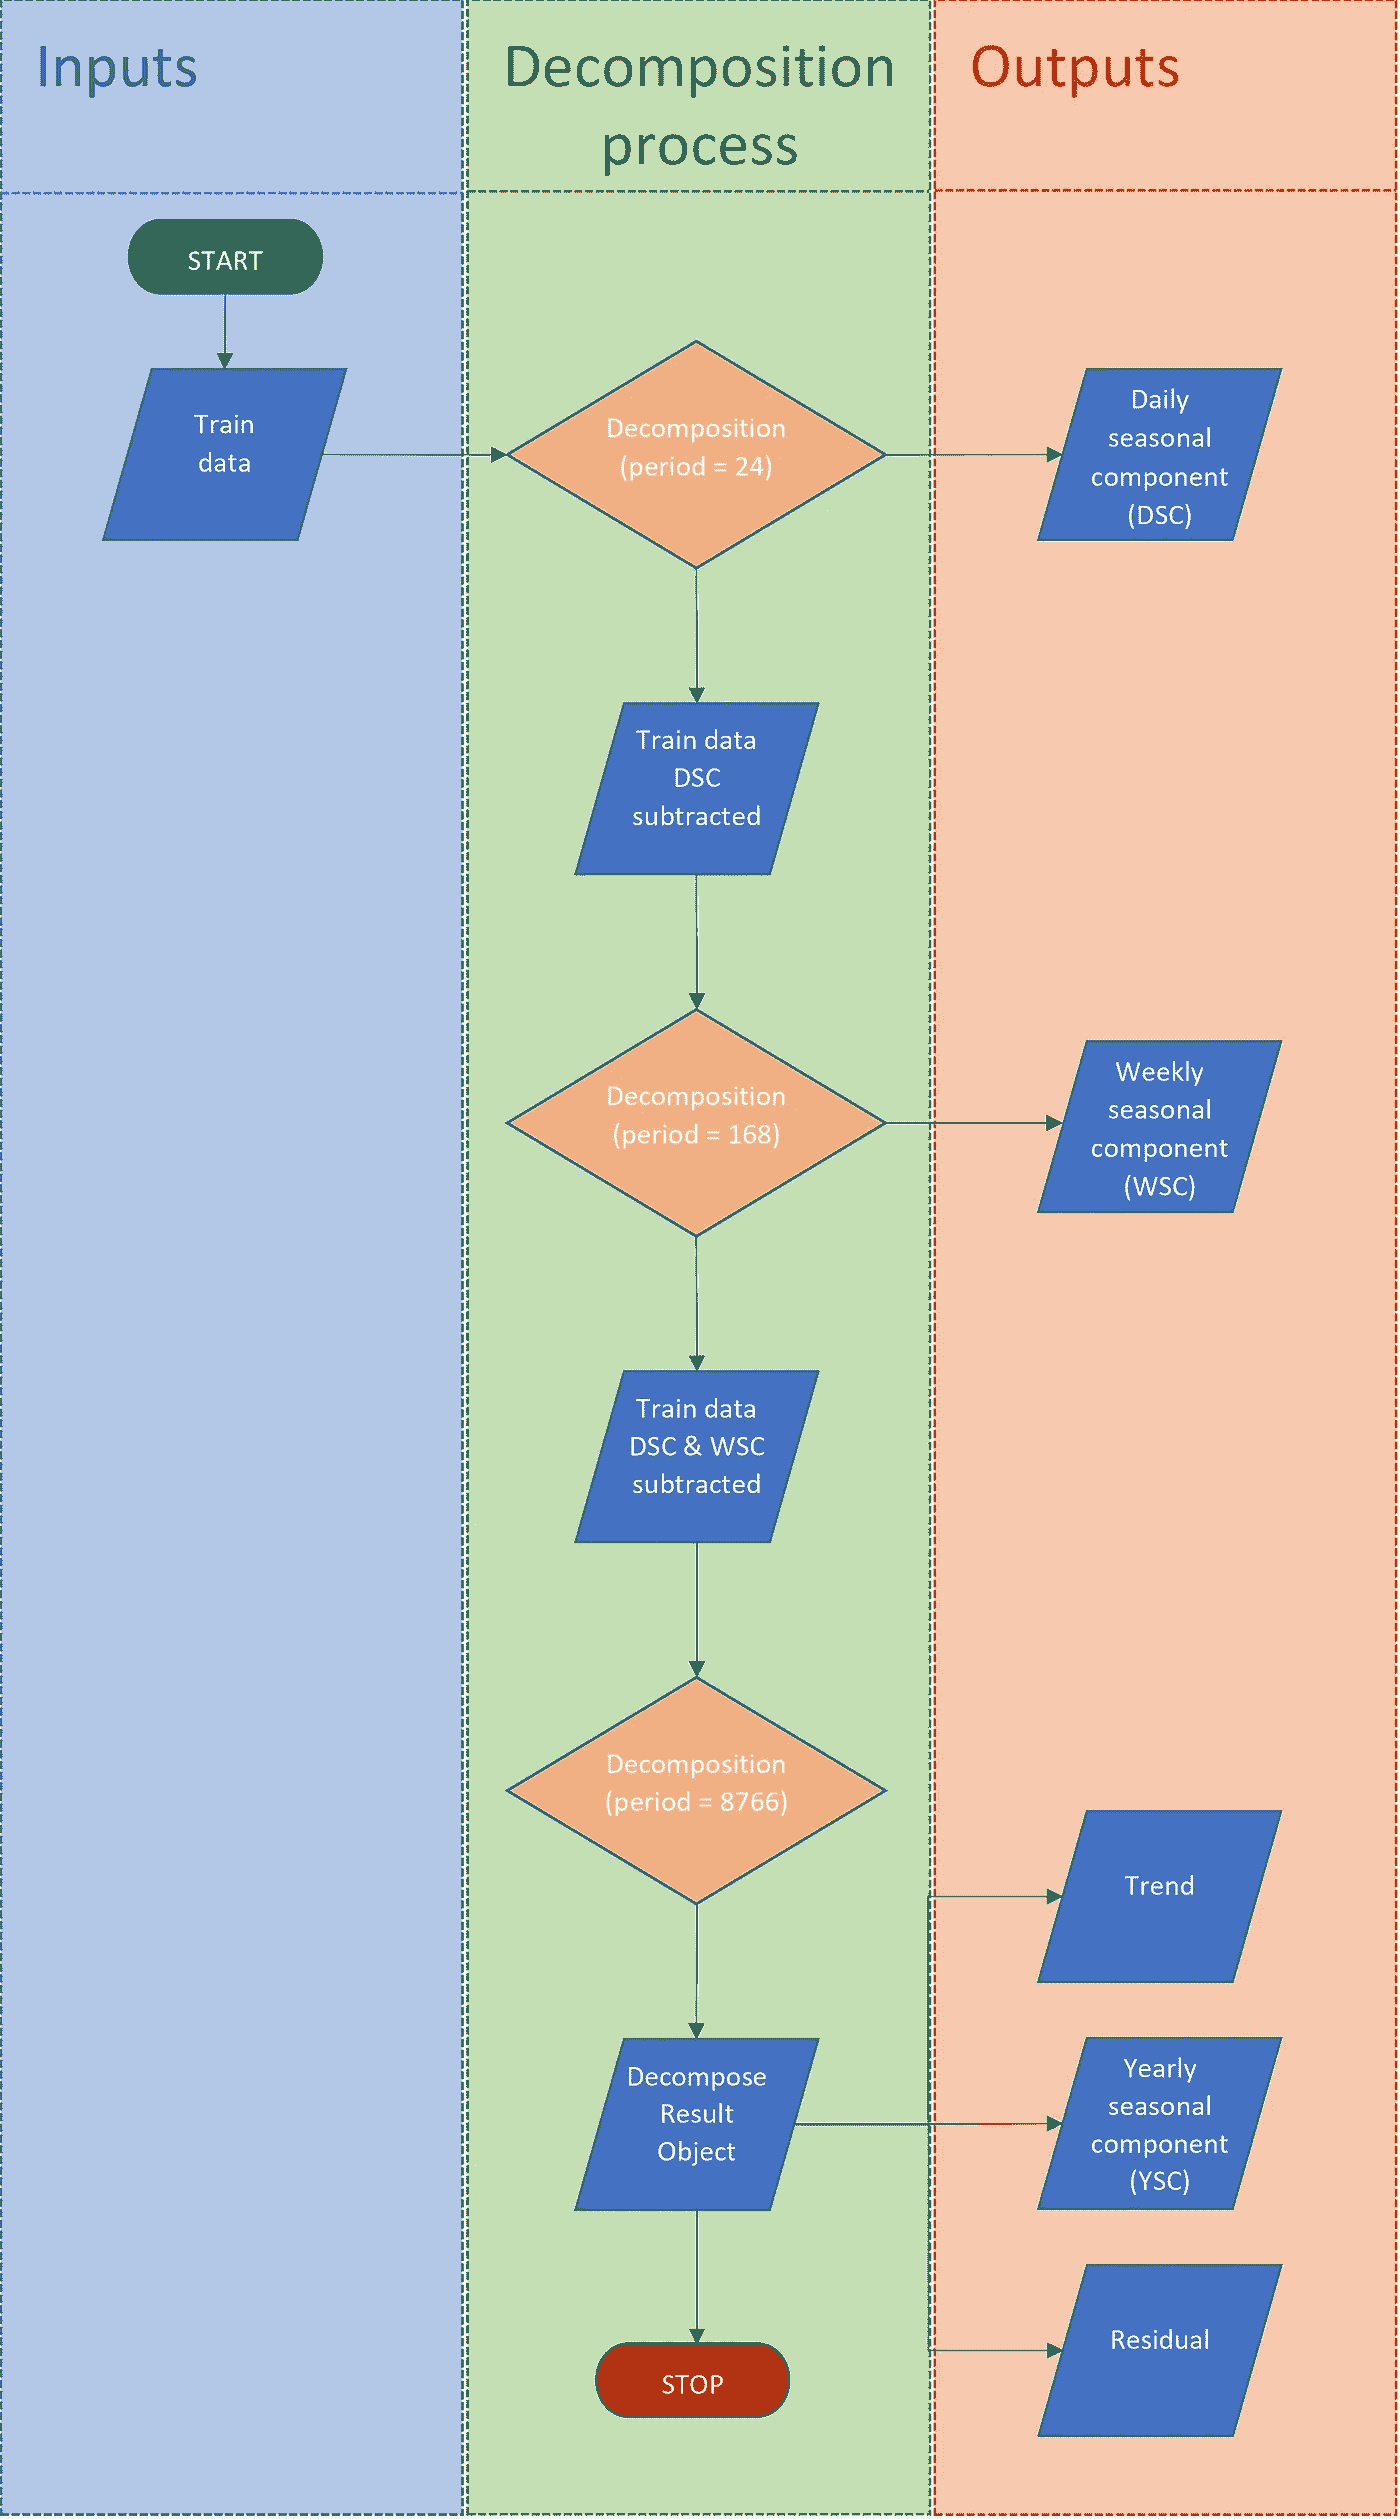 Inputs
Decomposition
process
Outputs
START
Train
data
Decomposition
(period = 24)
Daily
seasonal
component
(DSC)
Train data
DSC
subtracted
Decomposition
(period = 168)
Weekly
seasonal
component
(WSC)
Train data
DSC & WSC
subtracted
Decomposition
(period = 8766)
Trend
Decompose
Result
Object
Yearly
seasonal
component
(YSC)
Residual
STOP